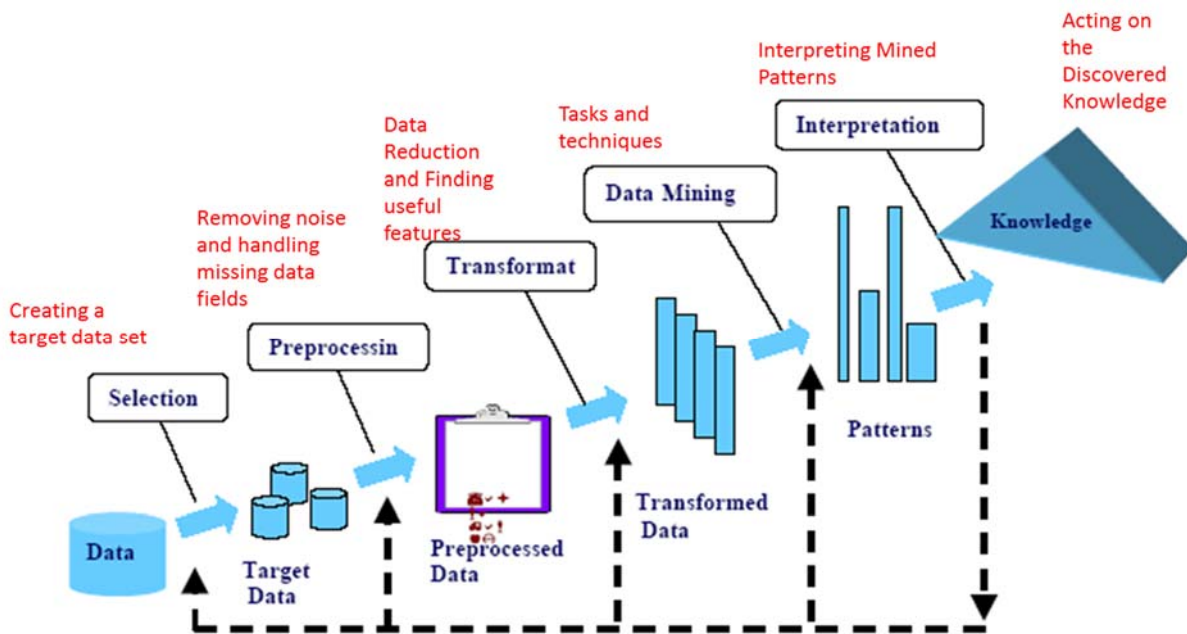 Acting on
the
Discovered
Knowledge
Interpreting Mined
Patterns
Interpretation
Tasks and
techniques
Data Mining
Data
Reduction
and Finding
useful
features
Transformat
Removing noise
and handling
missing data
fields
Preprocessin
Creating a
target data set
Selection
Data
Target
Data
Preprocessed
Data
Transformed
Data
Patterns
Knowledge